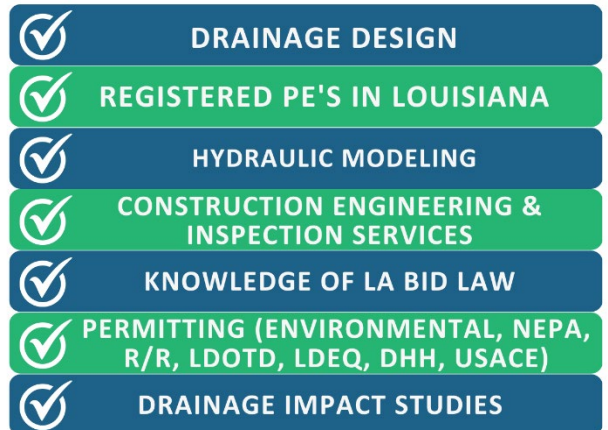 DRAINAGE DESIGN
REGISTERED PE'S IN LOUISIANA
HYDRAULIC MODELING
CONSTRUCTION ENGINEERING &
INSPECTION SERVICES
KNOWLEDGE OF LA BID LAW
PERMITTING (ENVIRONMENTAL, NEPA,
R/R, LDOTD, LDEQ, DHH, USACE)
DRAINAGE IMPACT STUDIES